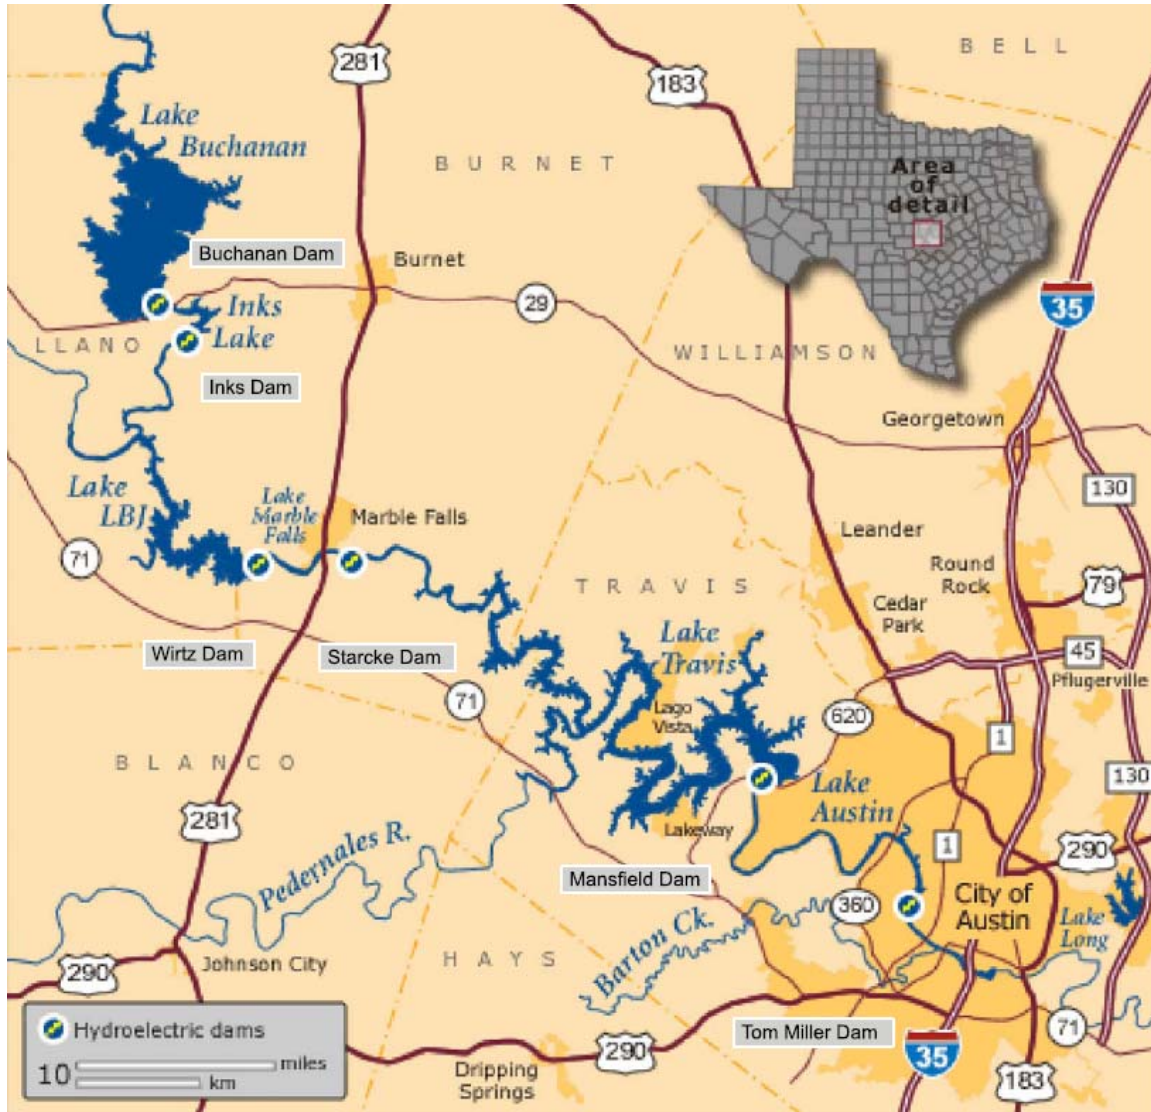 281
183
BELL
Lake
Buchanan
BURNET
Area
of
detail
Buchanan Dam
Burnet
29
35
Inks
Lake
LLANO
WILLIAMSON
Inks Dam
Georgetown
Lake
LBJ
Lake
Marble
Falls
Marble Falls
130
Leander
71
Round
Rock
79
TRAVIS
Cedar
Park
Lake
Travis
Wirtz Dam
Starcke Dam
45
Pflugerville
71
Lago
Vista
620
1
BLANCO
130
Lake
Austin
281
Lakeway
Pedernales R.
1
290
Mansfield Dam
360
City of
Austin
Lake
Long
Barton Ck.
290
Johnson City
HAYS
Hydroelectric dams
10
miles
km
Tom Miller Dam
71
290
35
Dripping
Springs
183